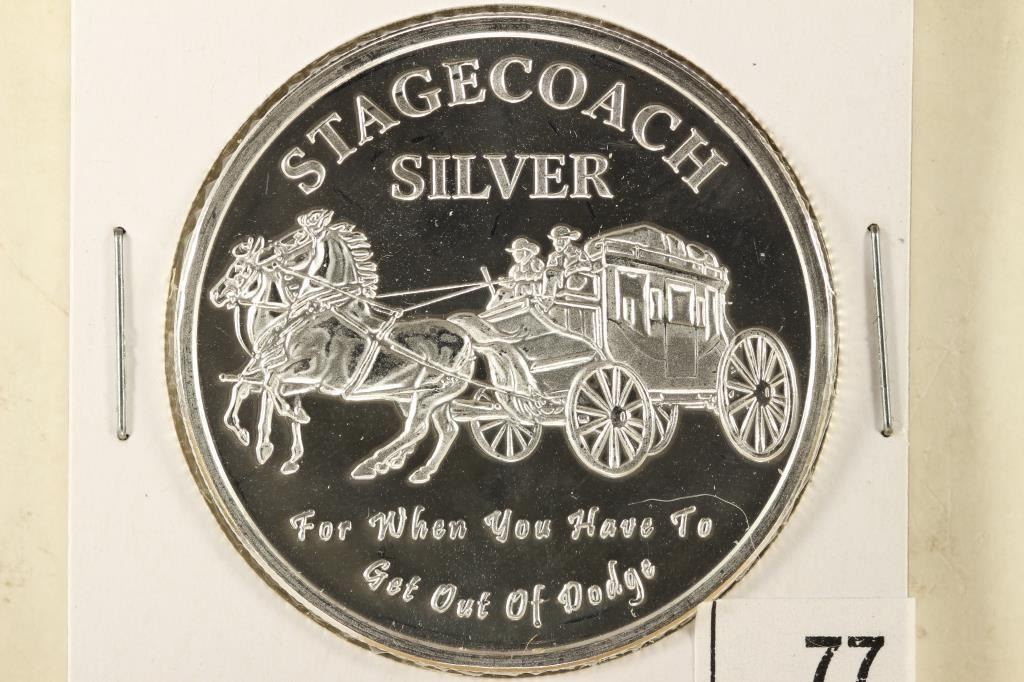 STAGECOACH
SILVER
For When You Have To
Get Out Of Dodge
77